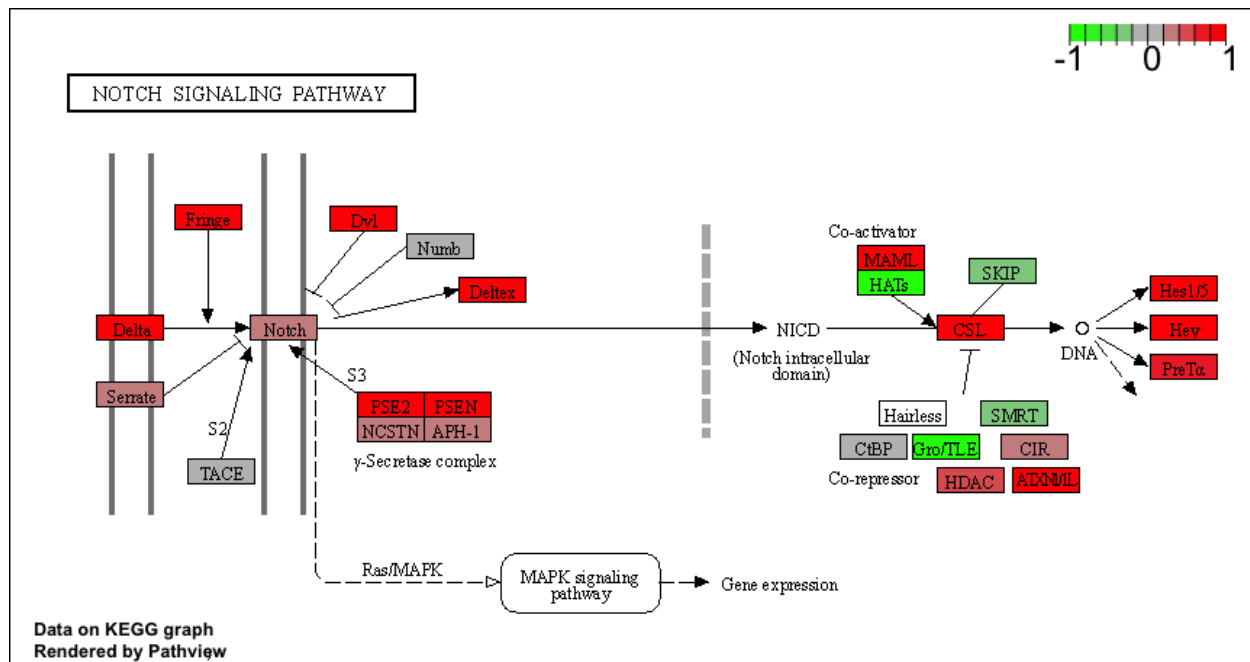 -1 0 1
NOTCH SIGNALING PATHWAY
Fringe
Dvl
Numb
Deltex
Delta
Notch
Serrate
S2
TACE
S3
PSE2 PSEN
NCSTN APH-1
γ-Secretase complex
NICD
(Notch intracellular
domain)
Co-activator
MAML
HATs
SKIP
CSL
DNA
Hes1/5
Hey
PreTα
Hairless
SMRT
CtBP
Gro/TLE
CIR
Co-repressor
HDAC
ATXN1/1L
Ras/MAPK
MAPK signaling
pathway
Gene expression
Data on KEGG graph
Rendered by Pathview